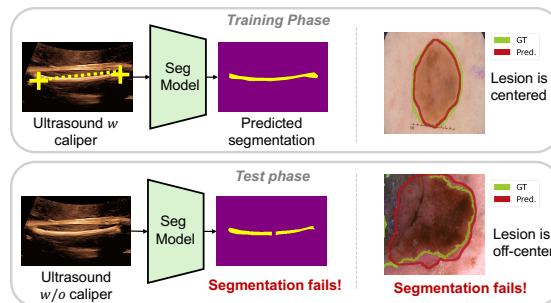 Training Phase
Seg
Model
Ultrasound w
caliper
Predicted
segmentation
GT
Pred.
Lesion is
centered
Test phase
Seg
Model
Ultrasound
w/o caliper
Segmentation fails!
GT
Pred.
Lesion is
off-center
Segmentation fails!